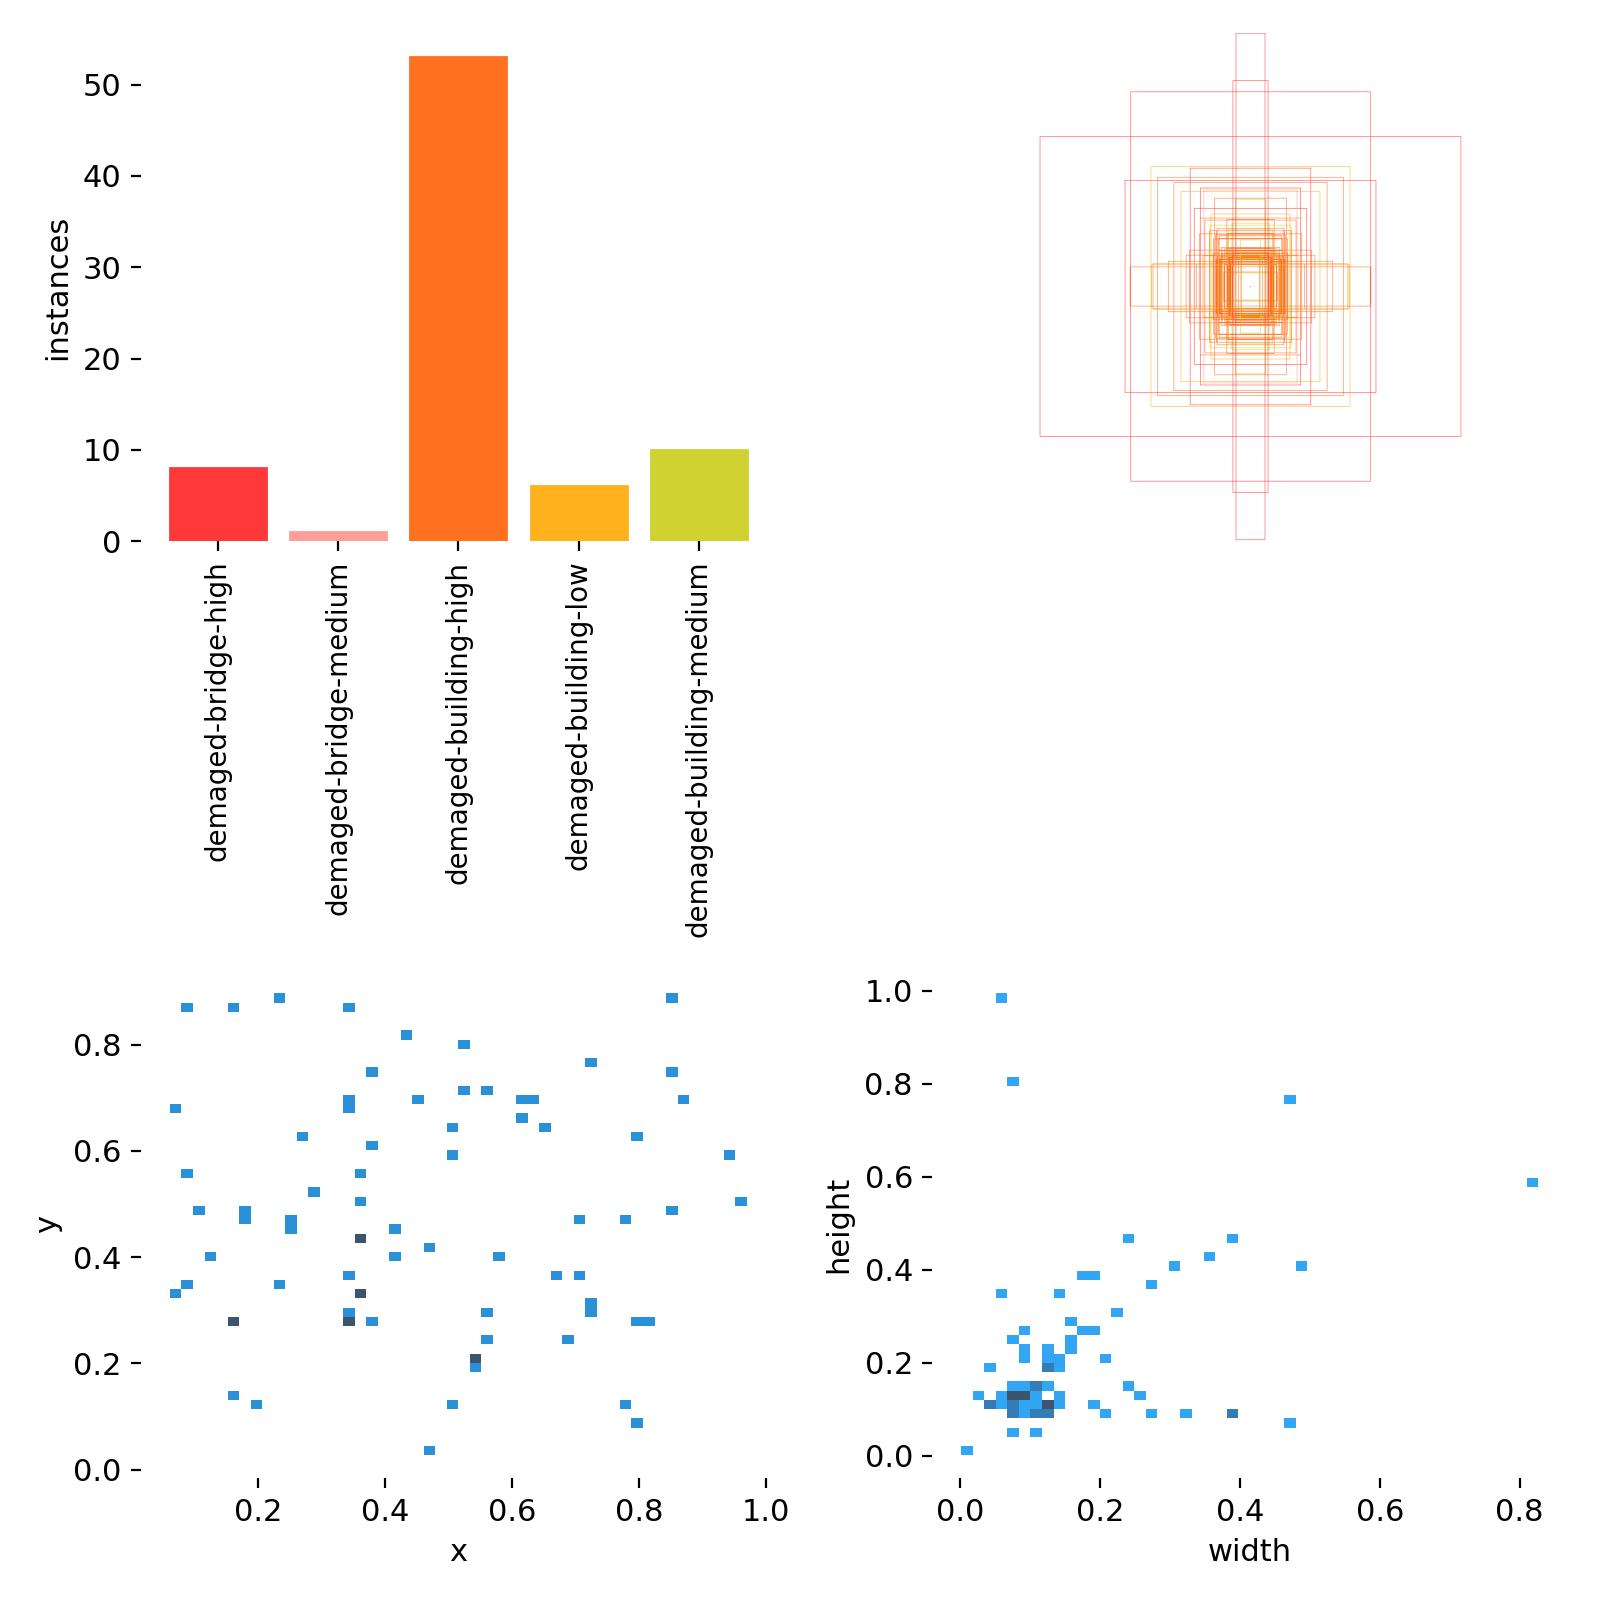 50
40
30
20
10
0
instances
demaged-bridge-high
demaged-bridge-medium
demaged-building-high
demaged-building-low
demaged-building-medium
0.8
0.6
0.4
0.2
0.0
y
0.2 0.4 0.6 0.8 1.0
x
1.0
0.8
0.6
0.4
0.2
0.0
height
0.0 0.2 0.4 0.6 0.8
width